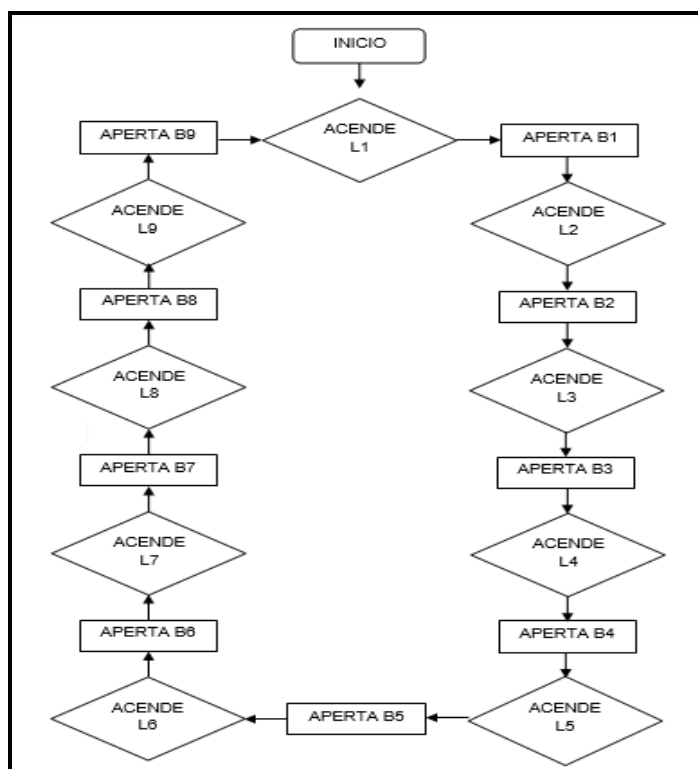 INICIO
ACENDE
L1
APERTA B1
ACENDE
L2
APERTA B2
ACENDE
L3
APERTA B3
ACENDE
L4
APERTA B4
ACENDE
L5
APERTA B5
ACENDE
L6
APERTA B6
ACENDE
L7
APERTA B7
ACENDE
L8
APERTA B8
ACENDE
L9
APERTA B9